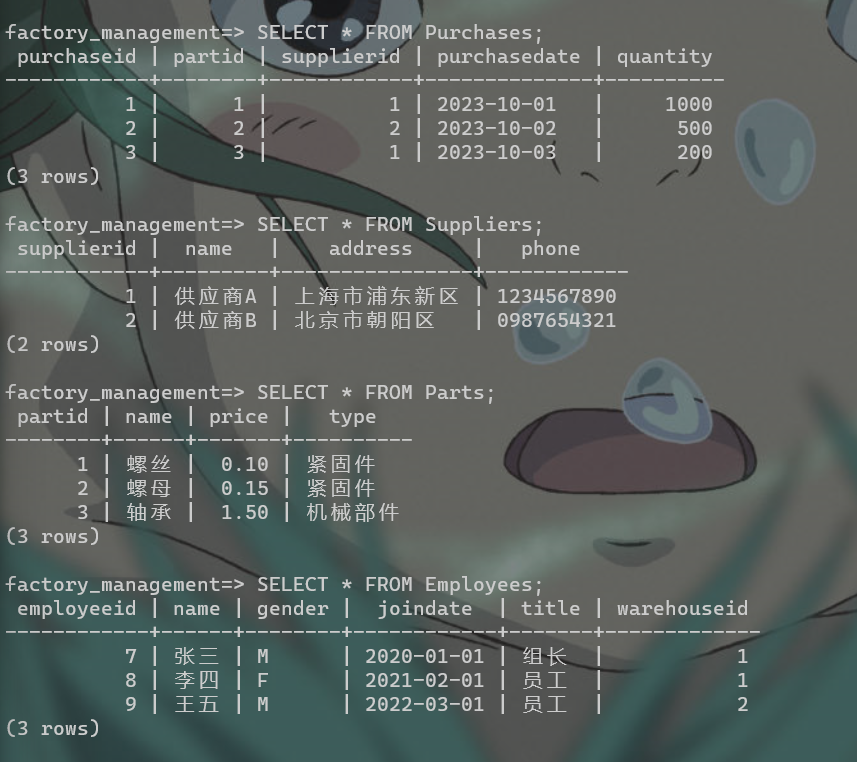 factory_management=> SELECT * FROM Purchases;
 purchaseid | partid | supplierid | purchasedate | quantity
------------+--------+------------+--------------+----------
          1 |      1 |          1 | 2023-10-01   |     1000
          2 |      2 |          2 | 2023-10-02   |      500
          3 |      3 |          1 | 2023-10-03   |      200
(3 rows)

factory_management=> SELECT * FROM Suppliers;
 supplierid |  name   |    address     |   phone
------------+---------+----------------+------------
          1 | 供应商A | 上海市浦东新区 | 1234567890
          2 | 供应商B | 北京市朝阳区   | 0987654321
(2 rows)

factory_management=> SELECT * FROM Parts;
 partid | name | price |   type
--------+------+-------+----------
      1 | 螺丝 |  0.10 | 紧固件
      2 | 螺母 |  0.15 | 紧固件
      3 | 轴承 |  1.50 | 机械部件
(3 rows)

factory_management=> SELECT * FROM Employees;
 employeeid | name | gender |  joindate  | title | warehouseid
------------+------+--------+------------+-------+-------------
          7 | 张三 | M      | 2020-01-01 | 组长  |           1
          8 | 李四 | F      | 2021-02-01 | 员工  |           1
          9 | 王五 | M      | 2022-03-01 | 员工  |           2
(3 rows)